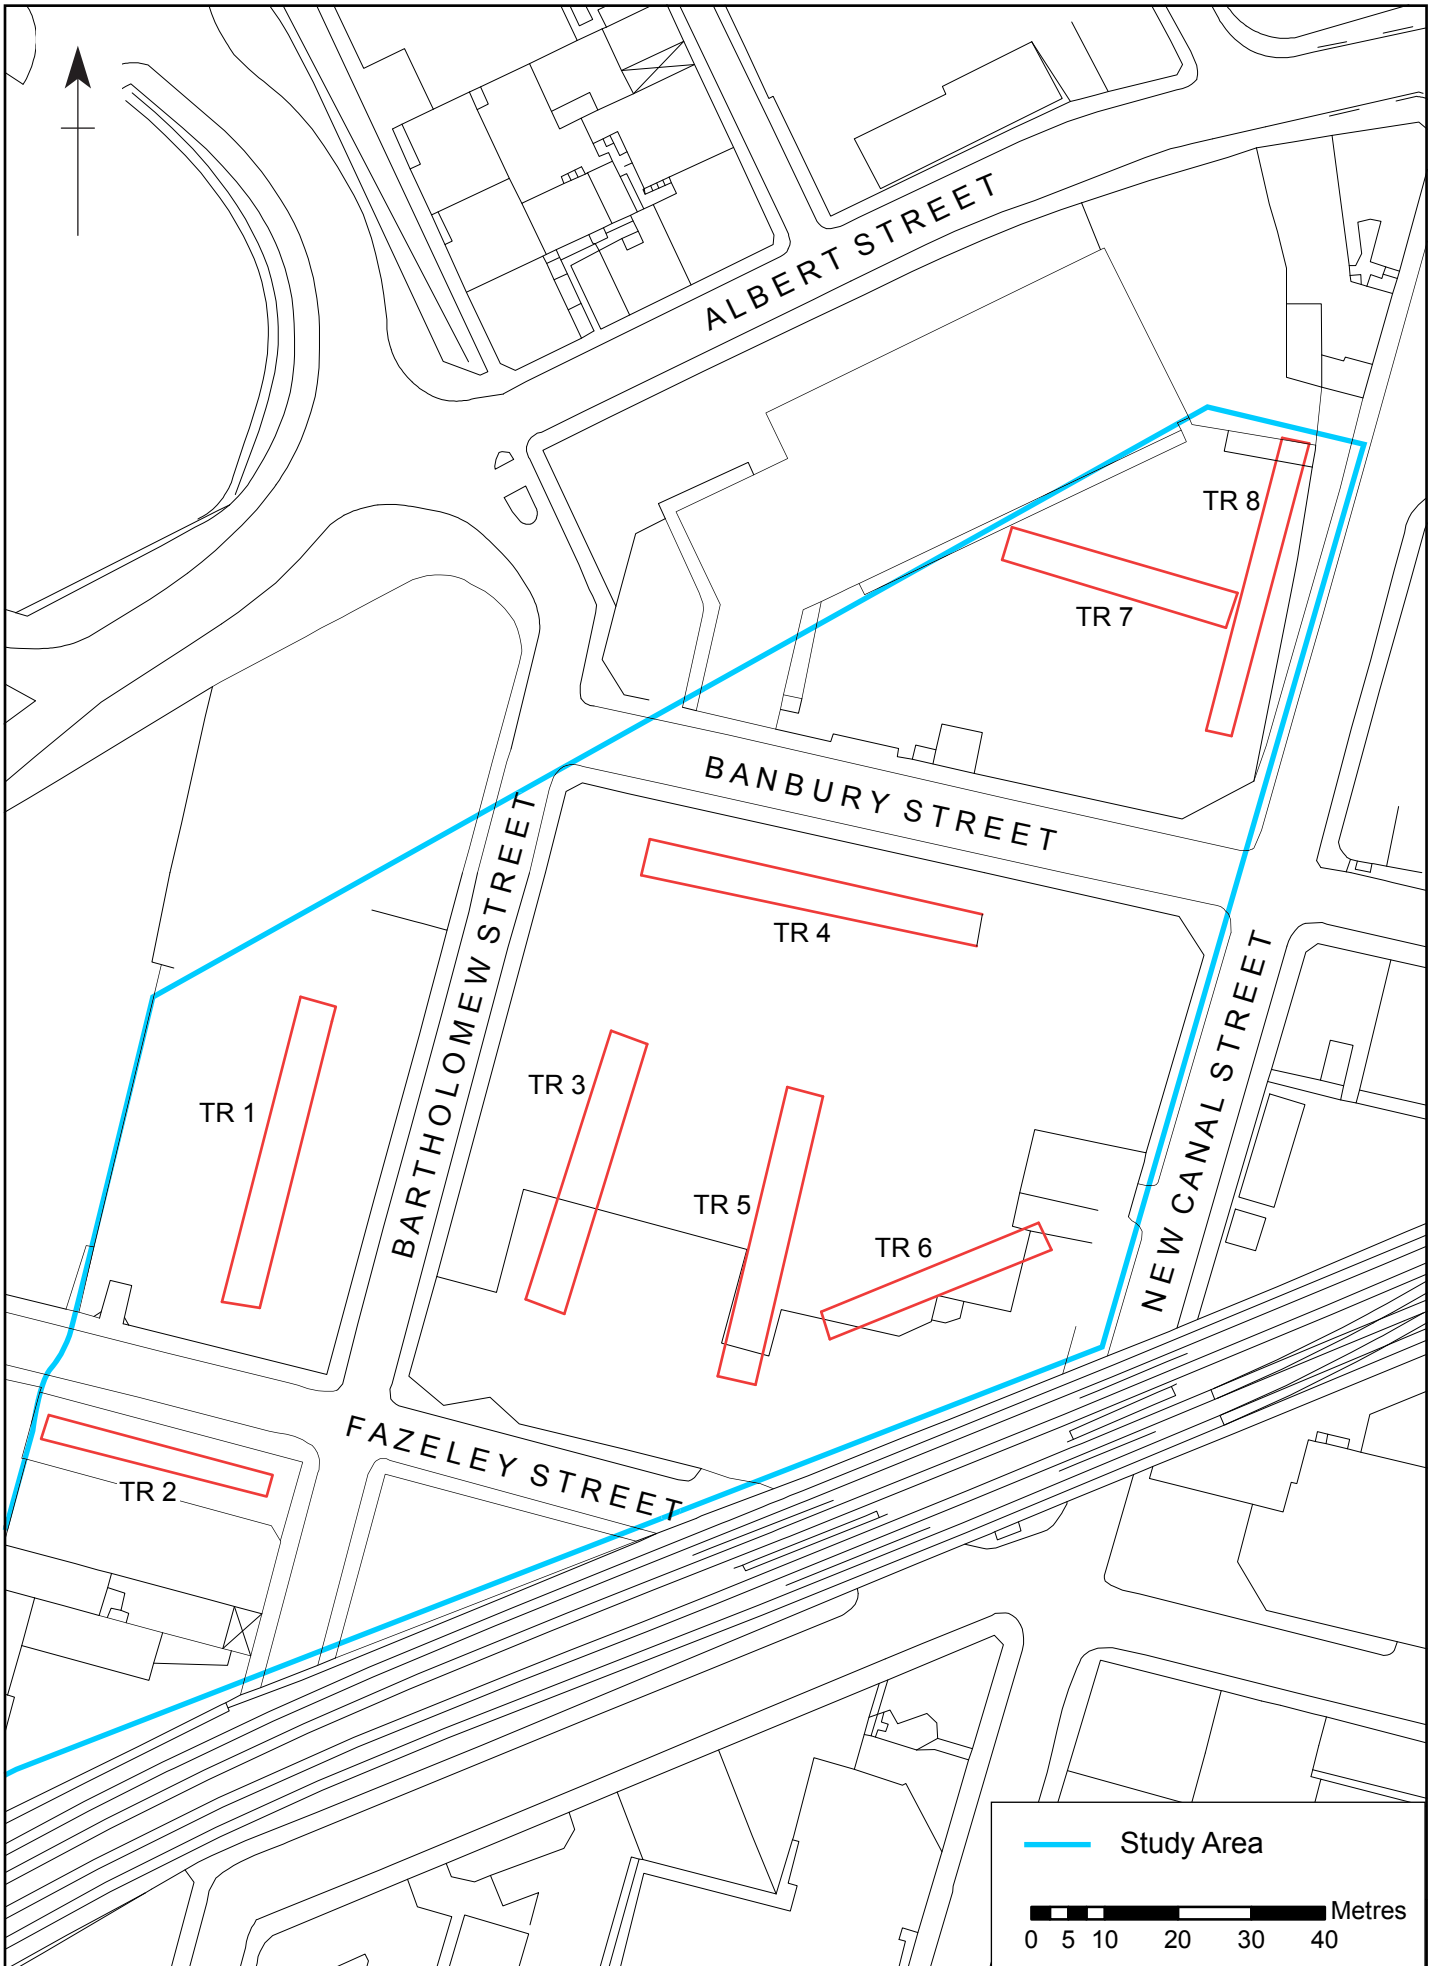 ALBERT STREET
TR 8
TR 7
BANBURY STREET
TR 4
BARTHOLOMEW STREET
NEW CANAL STREET
TR 3
TR 1
TR 5
TR 6
FAZELEY STREET
TR 2
Study Area
Metres
0 5 10 20 30 40